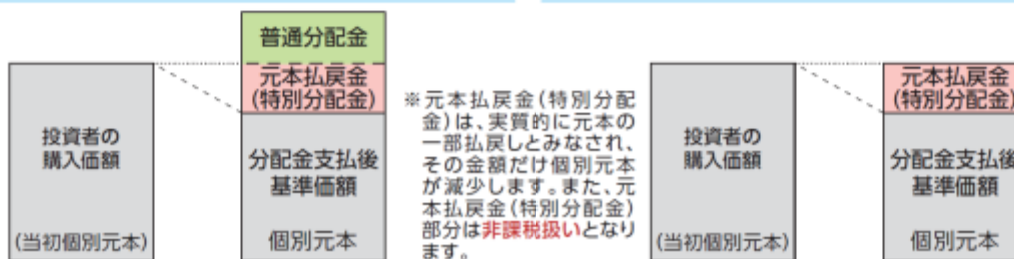 普通分配金
元本払戻金
(特別分配金)
投資者の
購入価額
(当初個別元本)
分配金支払後
基準価額
個別元本
※元本払戻金(特別分配
金)は、実質的に元本の
一部払戻しとみなされ、
その金額だけ個別元本
が減少します。また、元
本払戻金(特別分配金)
部分は非課税扱いとなり
ます。
投資者の
購入価額
(当初個別元本)
元本払戻金
(特別分配金)
分配金支払後
基準価額
個別元本